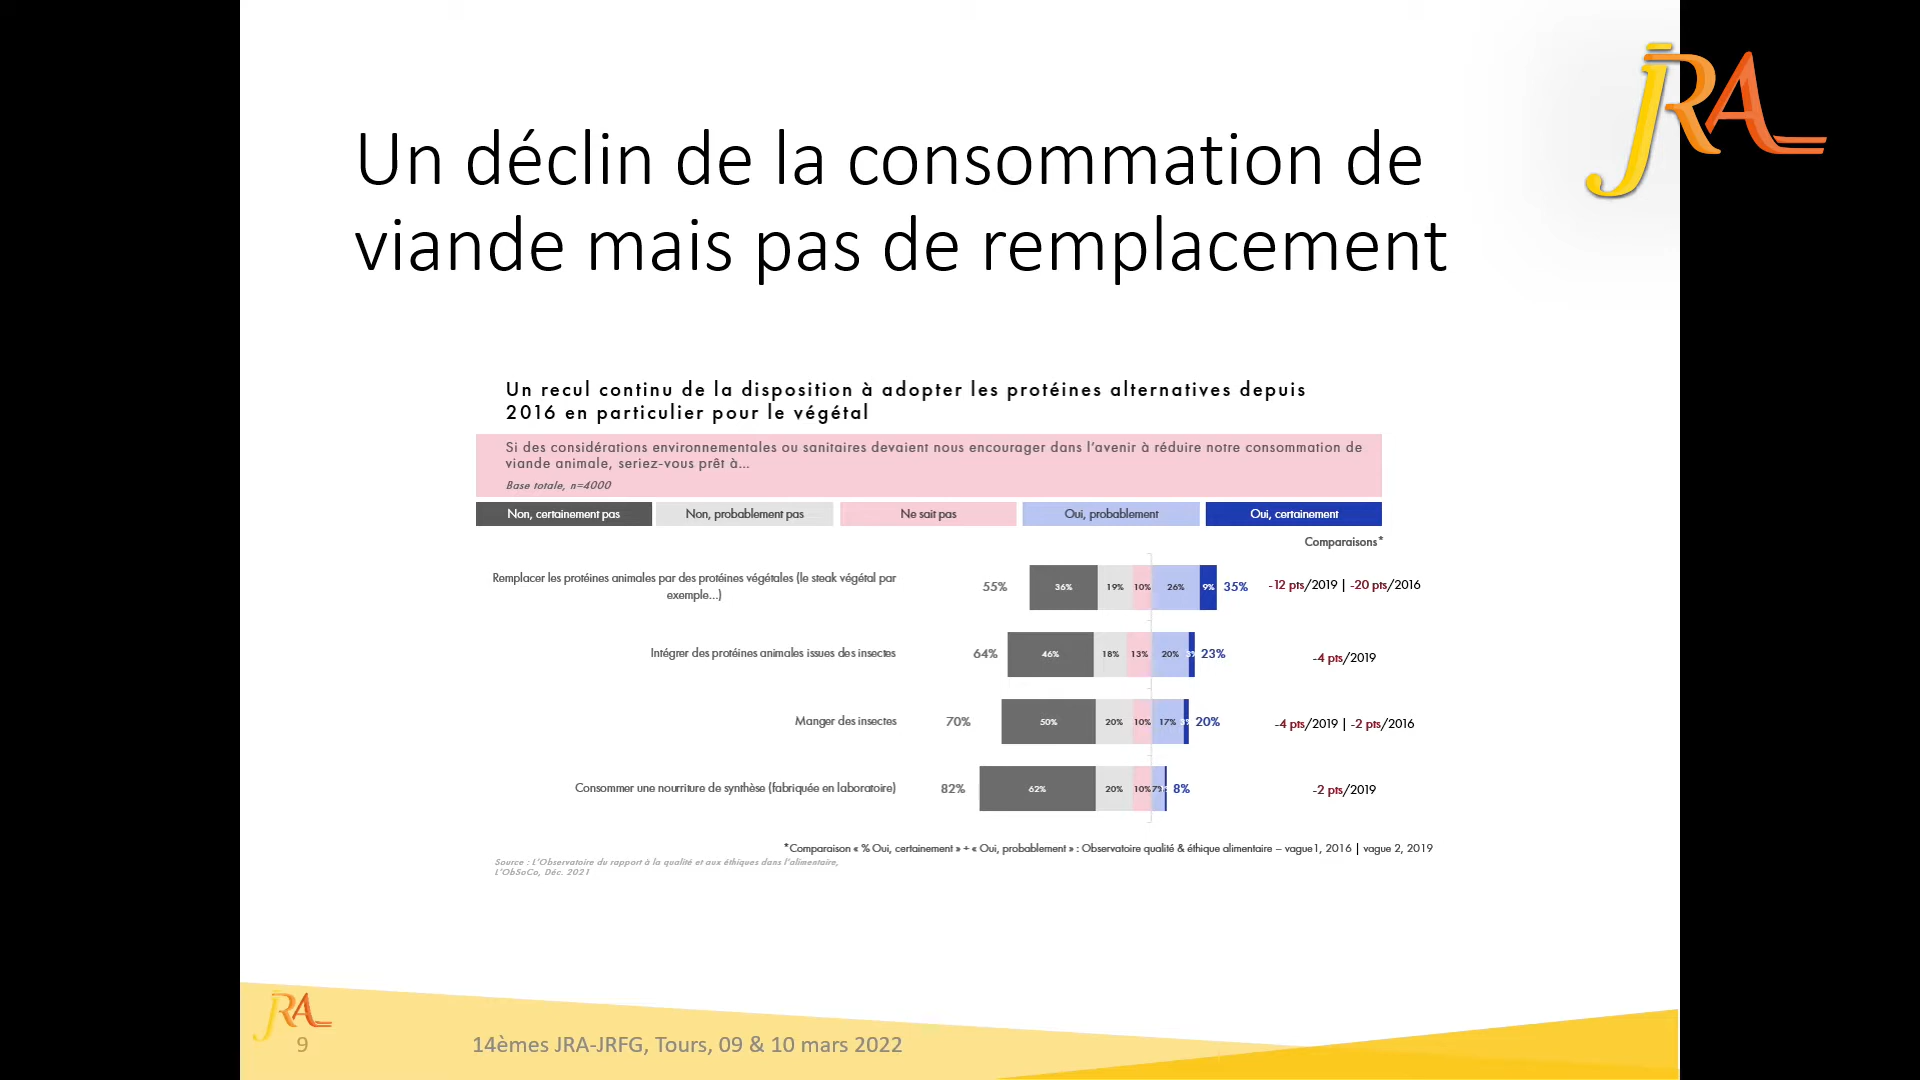 JRA
Un déclin de la consommation de
viande mais pas de remplacement
Un recul continu de la disposition à adopter les protéines alternatives depuis
2016 en particulier pour le végétal
Si des considérations environnementales ou sanitaires devaient nous encourager dans l'avenir à réduire notre consommation de
viande animale, seriez-vous prêt à...
Base totale, n=4000
Non, certainement pas Non, probablement pas Ne sait pas Oui, probablement Oui, certainement
Comparaisons*
Remplacer les protéines animales par des protéines végétales (le steak végétal par
exemple...)
55% 36% 19% 10% 26% 9% 35% -12 pts/2019 | -20 pts/2016
Intégrer des protéines animales issues des insectes 64% 46% 18% 13% 20% 3% 23% -4 pts/2019
Manger des insectes 70% 50% 20% 10% 17% 3% 20% -4 pts/2019 | -2 pts/2016
Consommer une nourriture de synthèse (fabriquée en laboratoire) 82% 62% 20% 10% 7% 8% -2 pts/2019
*Comparaison « % Oui, certainement » + « Oui, probablement » : Observatoire qualité & éthique alimentaire – vague1, 2016 | vague 2, 2019
Source : L'Observatoire du rapport à la qualité et aux éthiques dans l'alimentaire,
L'ObSoCo, Déc. 2021
JRA
9
14èmes JRA-JRFG, Tours, 09 & 10 mars 2022